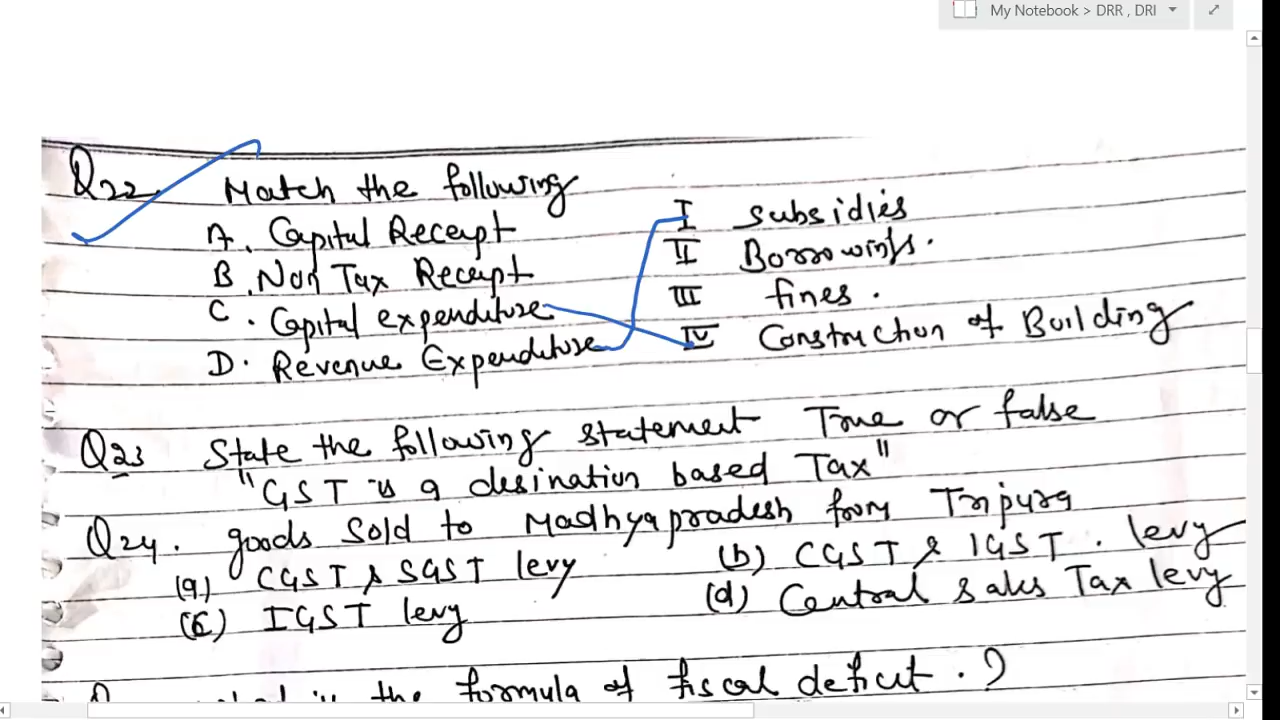 My Notebook > DRR , DRI
Q22 Match the following
A. Capital Receipt
B. Non Tax Receipt
C. Capital expenditure
D. Revenue Expenditure
I subsidies
II Borrowings.
III fines.
IV Construction of Building
Q23 State the following statement True or false
"GST is a desination based Tax"
Q24. goods sold to Madhyapradesh from Tripura
(a) CGST & SGST levy
(b) CGST & IGST. levy
(c) IGST levy
(d) Central sales Tax levy
the formula of fiscal deficit.?